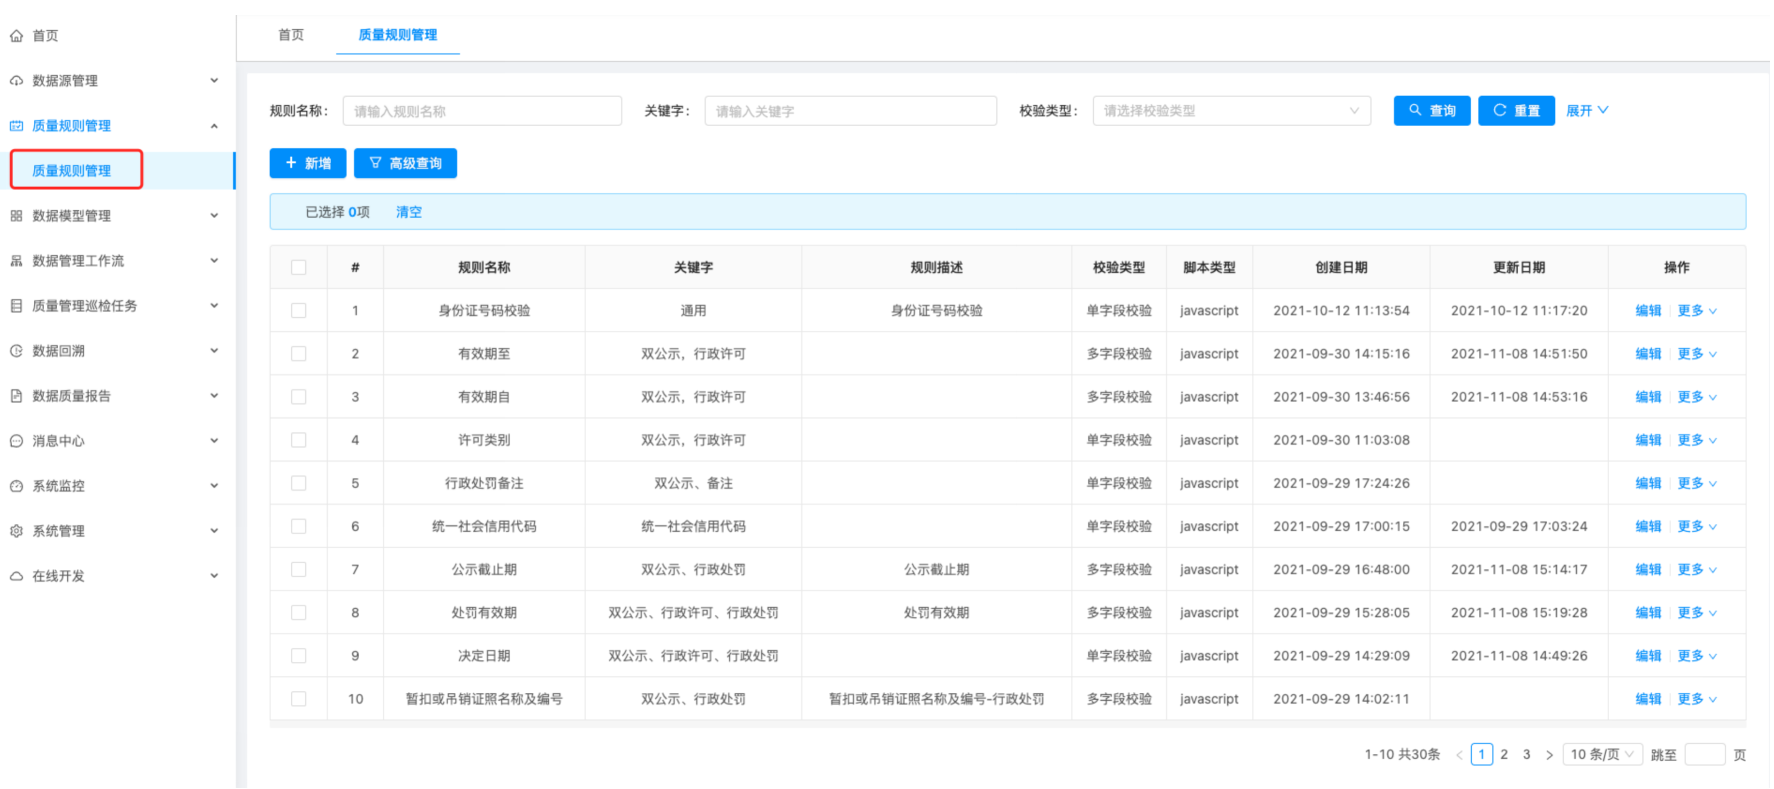 首页
数据源管理
质量规则管理
质量规则管理
数据模型管理
数据管理工作流
质量管理巡检任务
数据回溯
数据质量报告
消息中心
系统监控
系统管理
在线开发
首页 质量规则管理
规则名称： 请输入规则名称 关键字： 请输入关键字 校验类型： 请选择校验类型 查询 重置 展开
+ 新增 高级查询
已选择 0项 清空
# 规则名称 关键字 规则描述 校验类型 脚本类型 创建日期 更新日期 操作
1 身份证号码校验 通用 身份证号码校验 单字段校验 javascript 2021-10-12 11:13:54 2021-10-12 11:17:20 编辑 更多
2 有效期至 双公示，行政许可 多字段校验 javascript 2021-09-30 14:15:16 2021-11-08 14:51:50 编辑 更多
3 有效期自 双公示，行政许可 多字段校验 javascript 2021-09-30 13:46:56 2021-11-08 14:53:16 编辑 更多
4 许可类别 双公示，行政许可 单字段校验 javascript 2021-09-30 11:03:08 编辑 更多
5 行政处罚备注 双公示、备注 单字段校验 javascript 2021-09-29 17:24:26 编辑 更多
6 统一社会信用代码 统一社会信用代码 单字段校验 javascript 2021-09-29 17:00:15 2021-09-29 17:03:24 编辑 更多
7 公示截止期 双公示、行政处罚 公示截止期 多字段校验 javascript 2021-09-29 16:48:00 2021-11-08 15:14:17 编辑 更多
8 处罚有效期 双公示、行政许可、行政处罚 处罚有效期 多字段校验 javascript 2021-09-29 15:28:05 2021-11-08 15:19:28 编辑 更多
9 决定日期 双公示、行政许可、行政处罚 单字段校验 javascript 2021-09-29 14:29:09 2021-11-08 14:49:26 编辑 更多
10 暂扣或吊销证照名称及编号 双公示、行政处罚 暂扣或吊销证照名称及编号-行政处罚 多字段校验 javascript 2021-09-29 14:02:11 编辑 更多
1-10 共30条 < 1 2 3 > 10 条/页 跳至 页